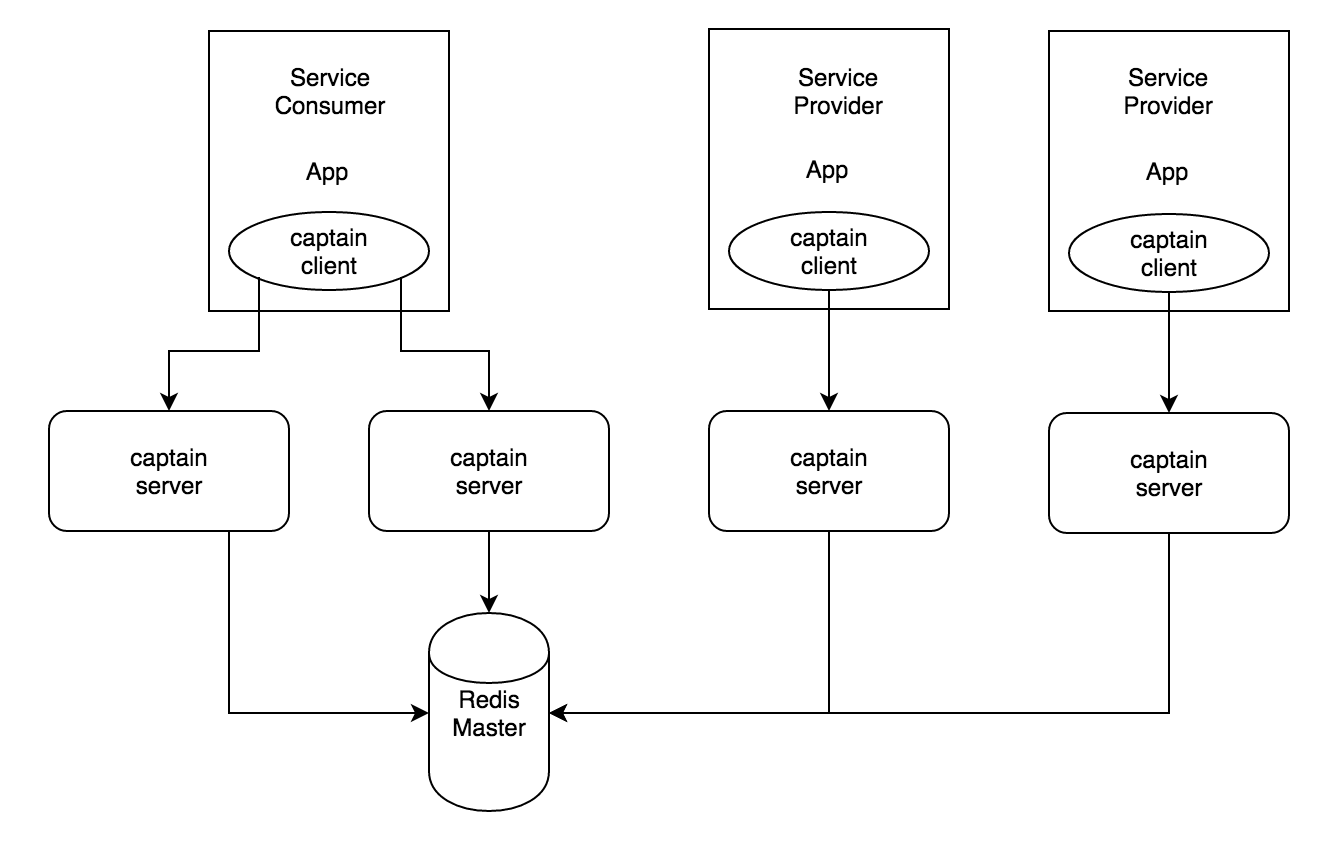 Service
Consumer
App
captain
client
Service
Provider
App
captain
client
Service
Provider
App
captain
client
captain
server
captain
server
captain
server
captain
server
Redis
Master